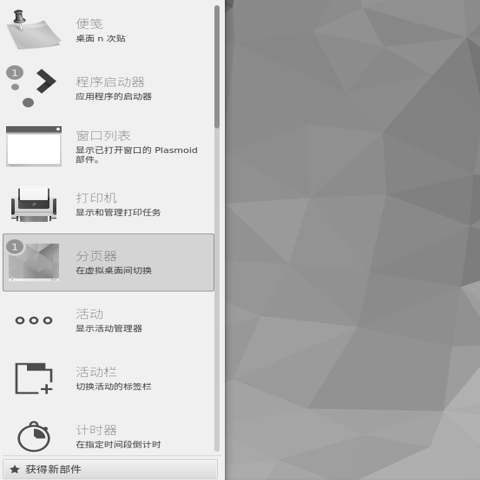 便笺
桌面 n 次贴
1
程序启动器
应用程序的启动器
窗口列表
显示已打开窗口的 Plasmoid
部件。
打印机
显示和管理打印任务
1
分页器
在虚拟桌面间切换
活动
显示活动管理器
活动栏
切换活动的标签栏
计时器
在指定时间段倒计时
获得新部件